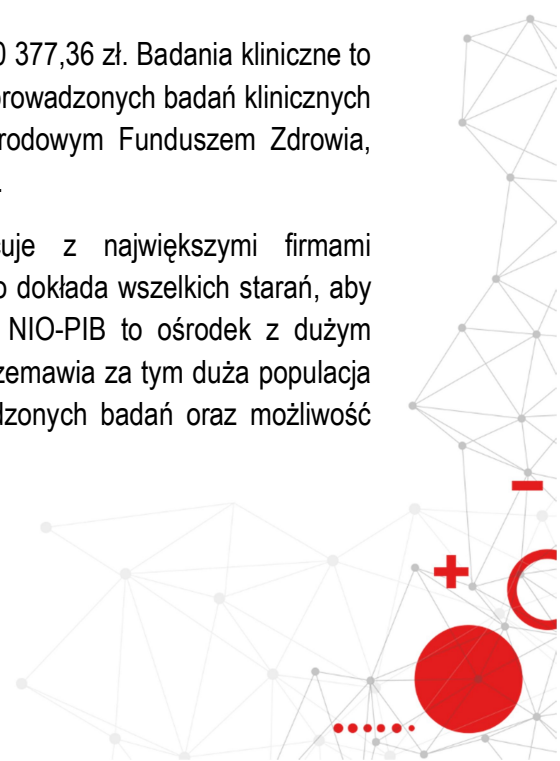 0 377,36 zł. Badania kliniczne to
rowadzonych badań klinicznych
rodowym Funduszem Zdrowia,
.
uje z największymi firmami
o dokłada wszelkich starań, aby
NIO-PIB to ośrodek z dużym
zemawia za tym duża populacja
dzonych badań oraz możliwość